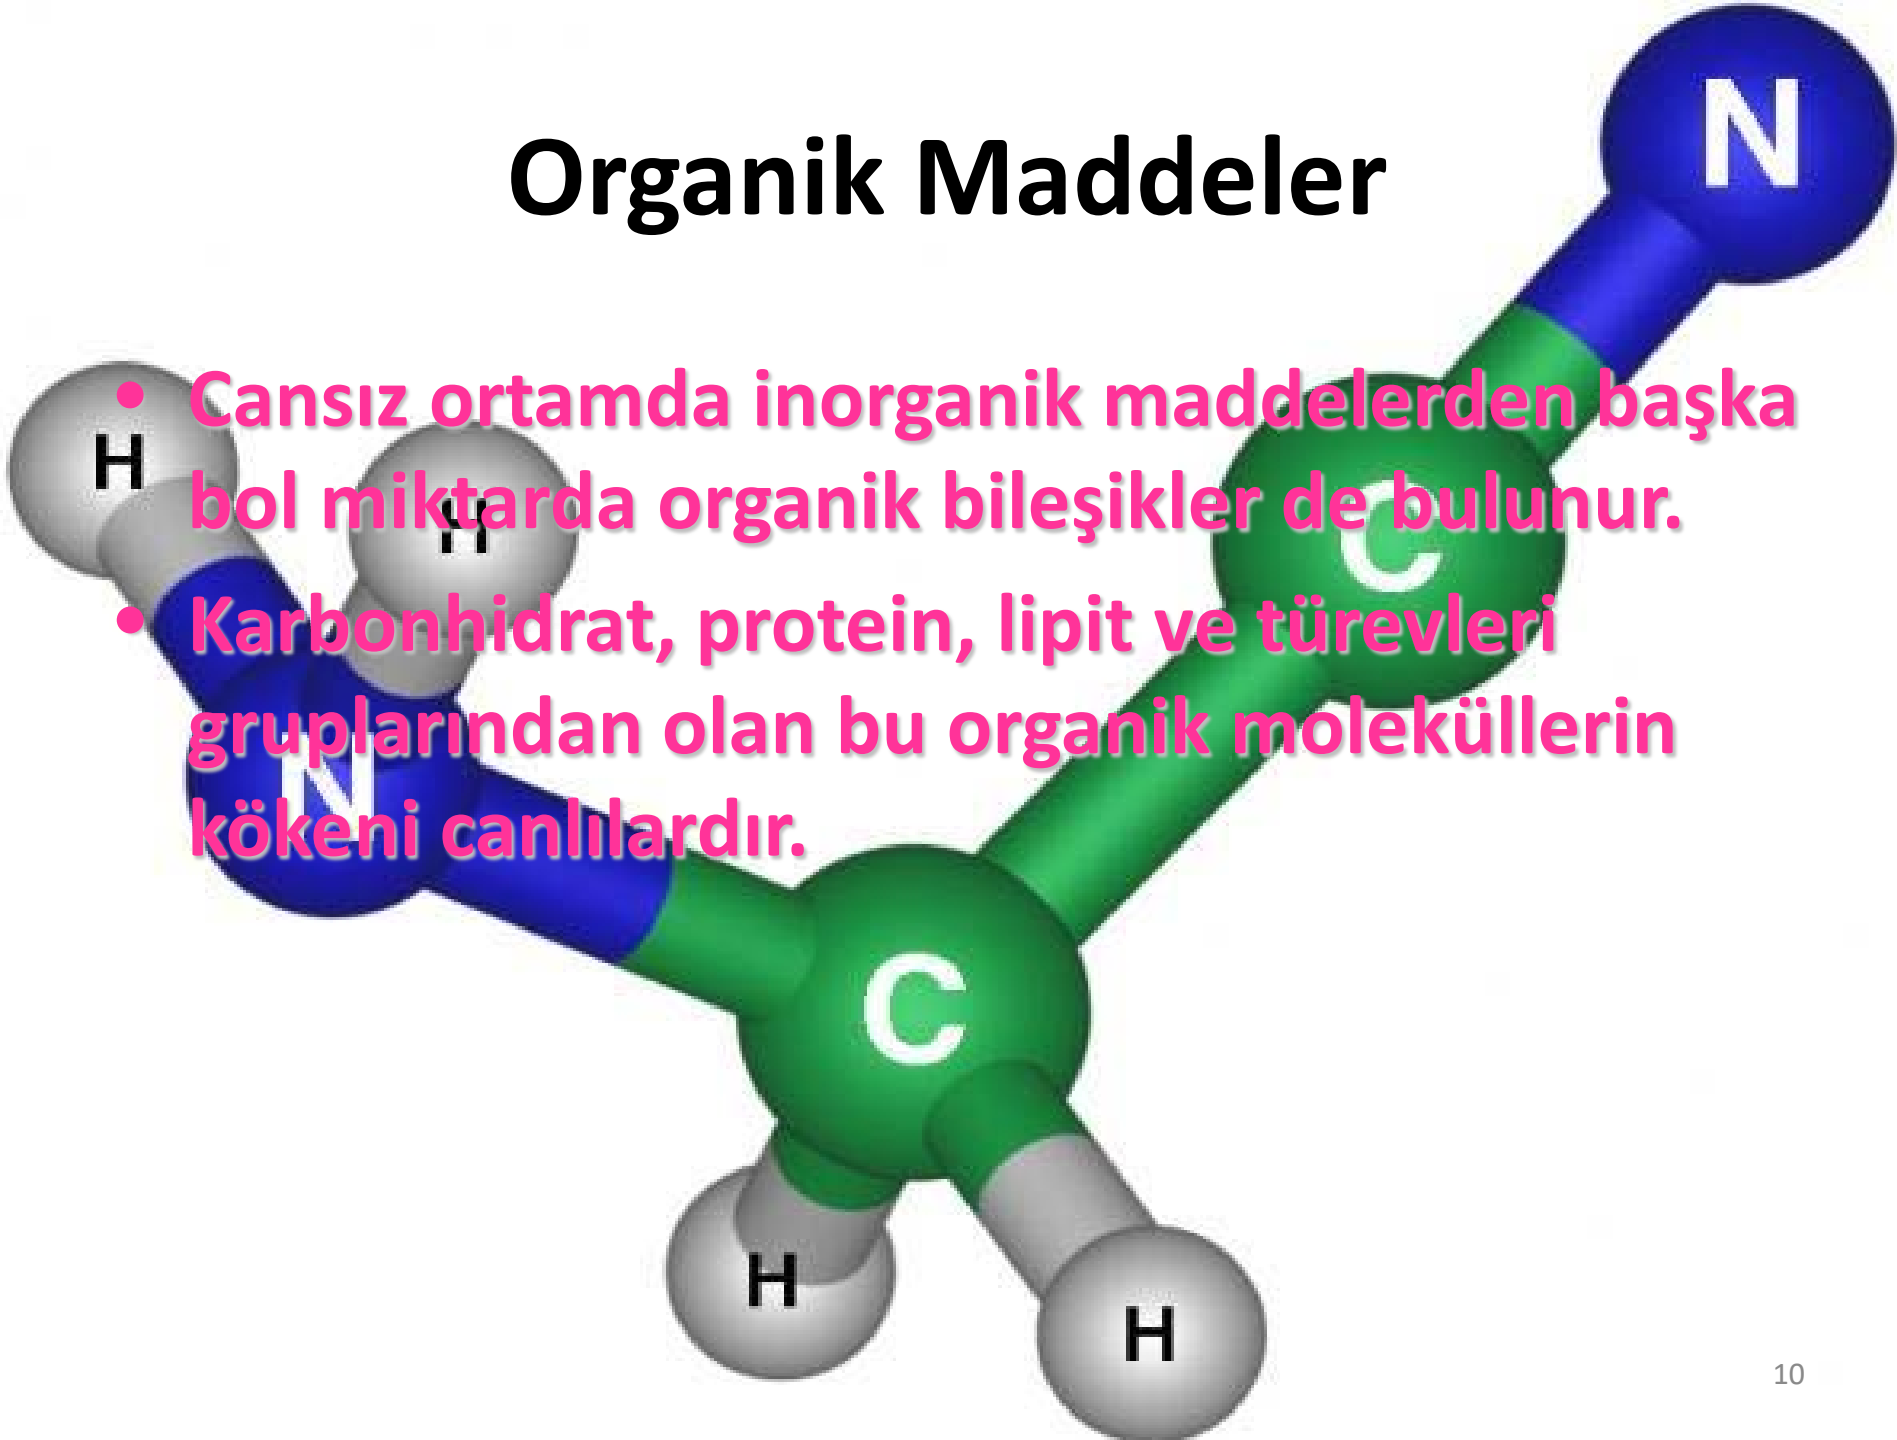 N
Organik Maddeler
• Cansız ortamda inorganik maddelerden başka
H
bol miktarda organik bileşikler de bulunur.
H
C
• Karbonhidrat, protein, lipit ve türevleri
gruplarından olan bu organik moleküllerin
N
kökeni canlılardır.
C
H
H
10